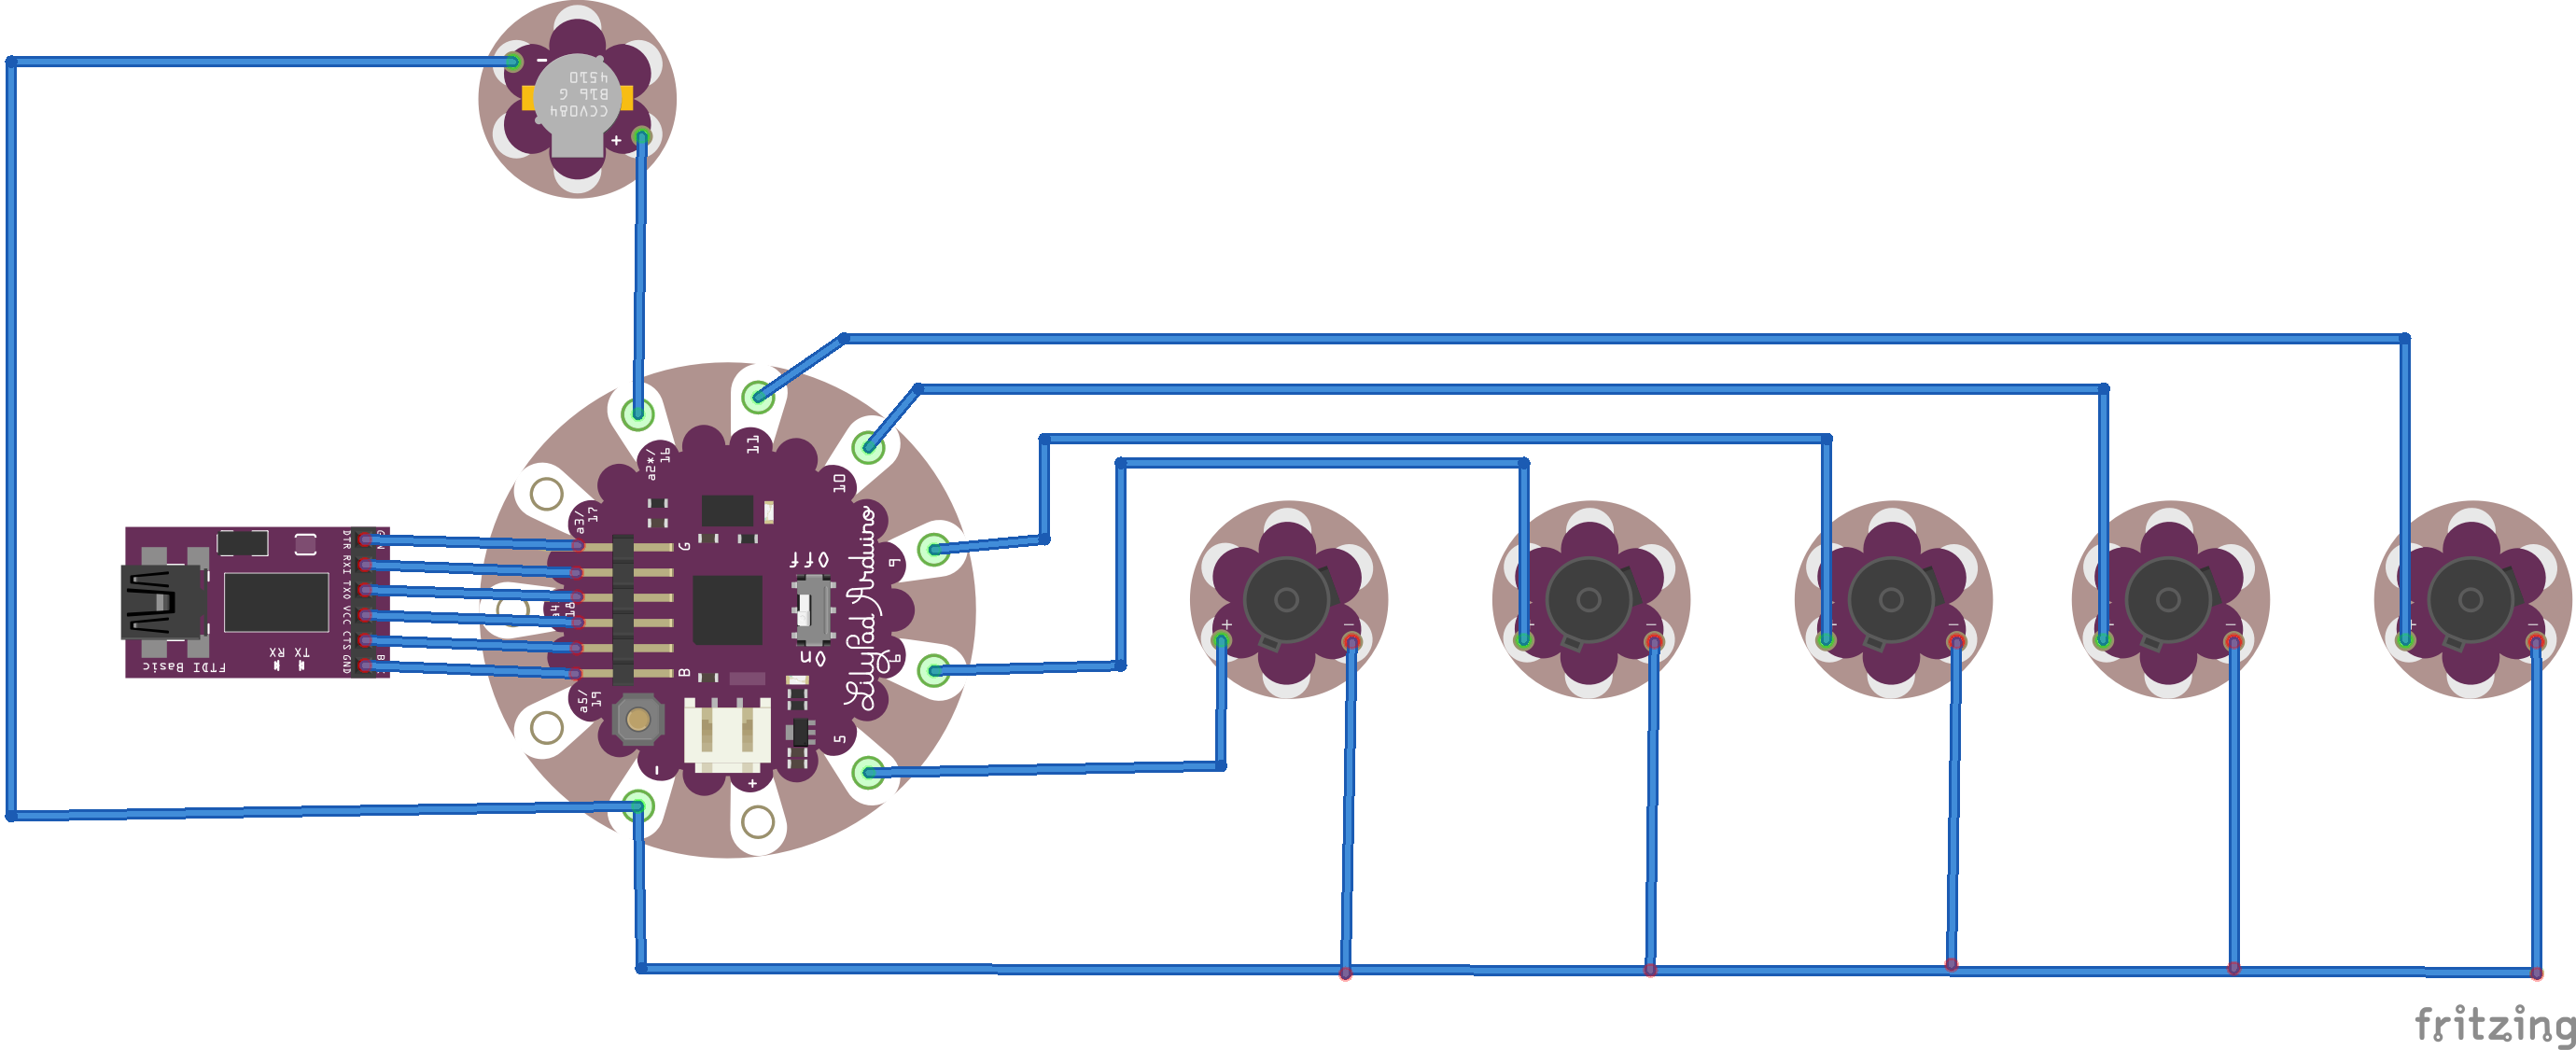 -
4510
B16 G
CCV084
+
a2*/
16
11
10
a3/
17
9
G
Off
LilyPad Arduino
a4
18
On
6
B
a5/
19
5
-
+
DTR
RXI
TXO
VCC
CTS
GND
G
N
B
TX RX
FTDI Basic
+ -
-
-
-
-
fritzing